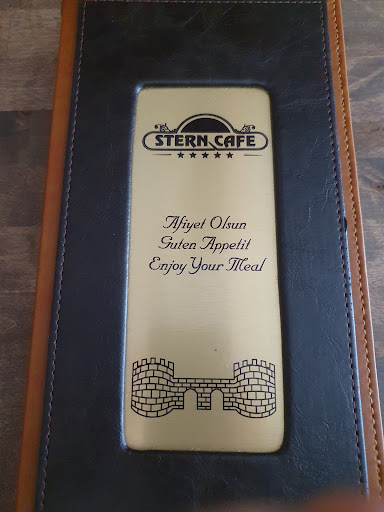 STERN CAFE
Afiyet Olsun
Guten Appetit
Enjoy Your Meal